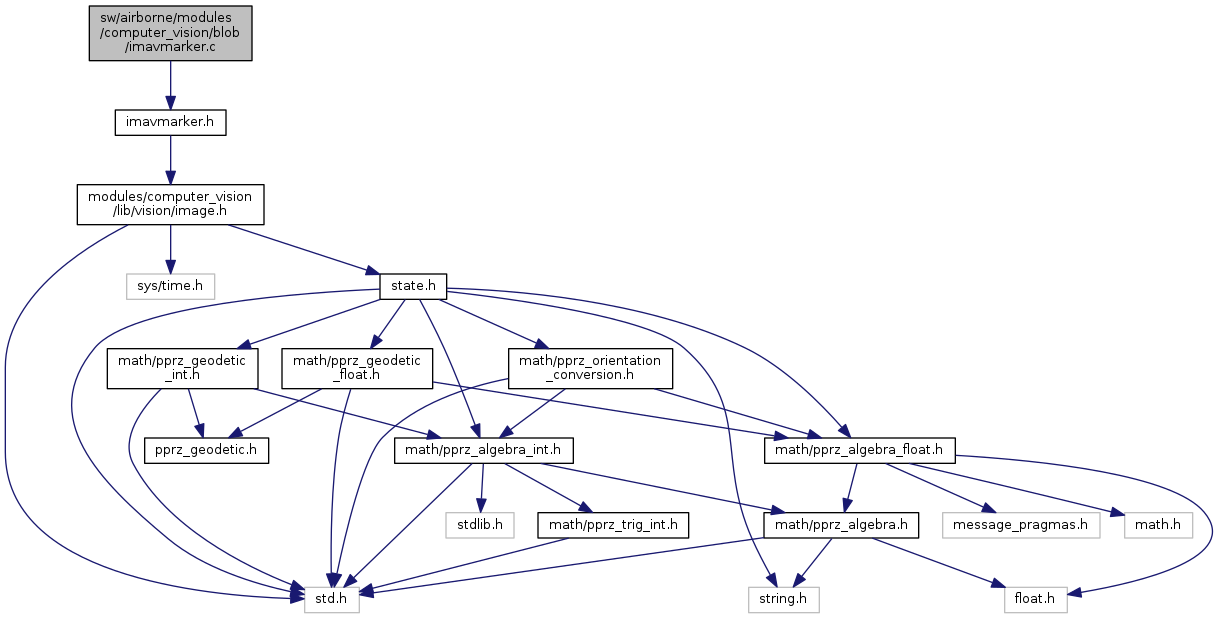 sw/airborne/modules
/computer_vision/blob
/imavmarker.c
imavmarker.h
modules/computer_vision
/lib/vision/image.h
sys/time.h
state.h
math/pprz_geodetic
_int.h
math/pprz_geodetic
_float.h
math/pprz_orientation
_conversion.h
pprz_geodetic.h
math/pprz_algebra_int.h
math/pprz_algebra_float.h
stdlib.h
math/pprz_trig_int.h
math/pprz_algebra.h
message_pragmas.h
math.h
std.h
string.h
float.h